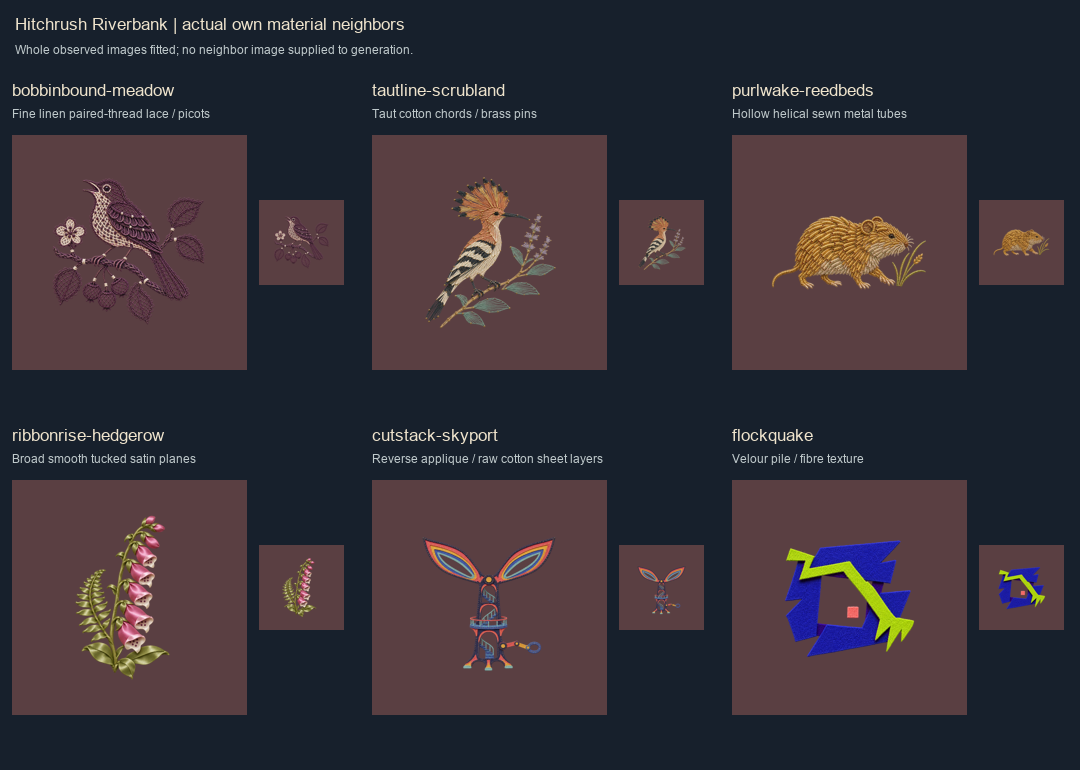 Hitchrush Riverbank | actual own material neighbors
Whole observed images fitted; no neighbor image supplied to generation.
bobbinbound-meadow
Fine linen paired-thread lace / picots
tautline-scrubland
Taut cotton chords / brass pins
purlwake-reedbeds
Hollow helical sewn metal tubes
ribbonrise-hedgerow
Broad smooth tucked satin planes
cutstack-skyport
Reverse applique / raw cotton sheet layers
flockquake
Velour pile / fibre texture